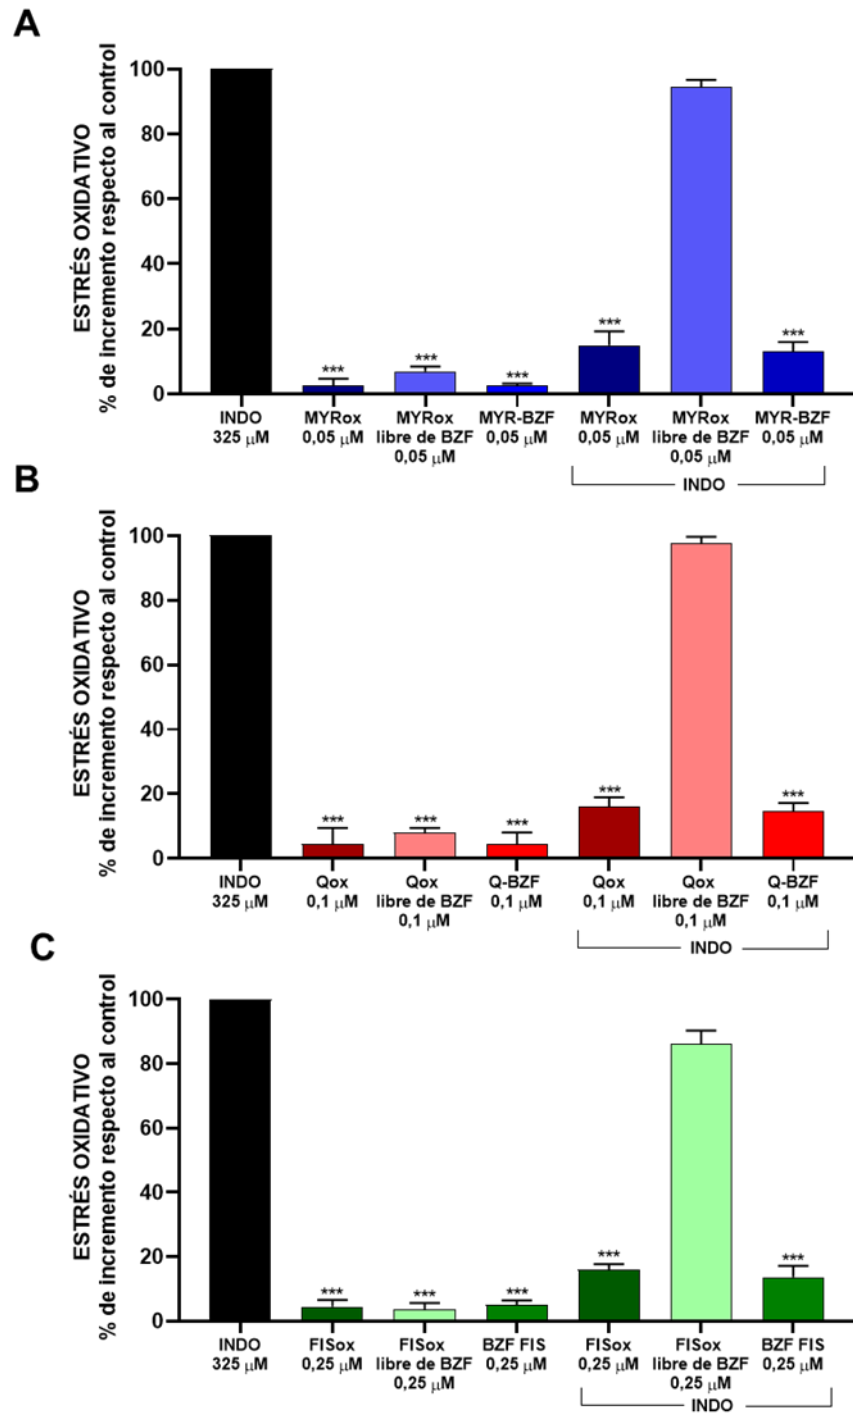 A
ESTRÉS OXIDATIVO
% de incremento respecto al control
100
80
60
40
20
0
***
***
***
***
***
INDO
325 μM
MYRox
0,05 μM
MYRox
libre de BZF
0,05 μM
MYR-BZF
0,05 μM
MYRox
0,05 μM
MYRox
libre de BZF
0,05 μM
MYR-BZF
0,05 μM
INDO
B
ESTRÉS OXIDATIVO
% de incremento respecto al control
100
80
60
40
20
0
***
***
***
***
***
INDO
325 μM
Qox
0,1 μM
Qox
libre de BZF
0,1 μM
Q-BZF
0,1 μM
Qox
0,1 μM
Qox
libre de BZF
0,1 μM
Q-BZF
0,1 μM
INDO
C
ESTRÉS OXIDATIVO
% de incremento respecto al control
100
80
60
40
20
0
***
***
***
***
***
INDO
325 μM
FISox
0,25 μM
FISox
libre de BZF
0,25 μM
BZF FIS
0,25 μM
FISox
0,25 μM
FISox
libre de BZF
0,25 μM
BZF FIS
0,25 μM
INDO